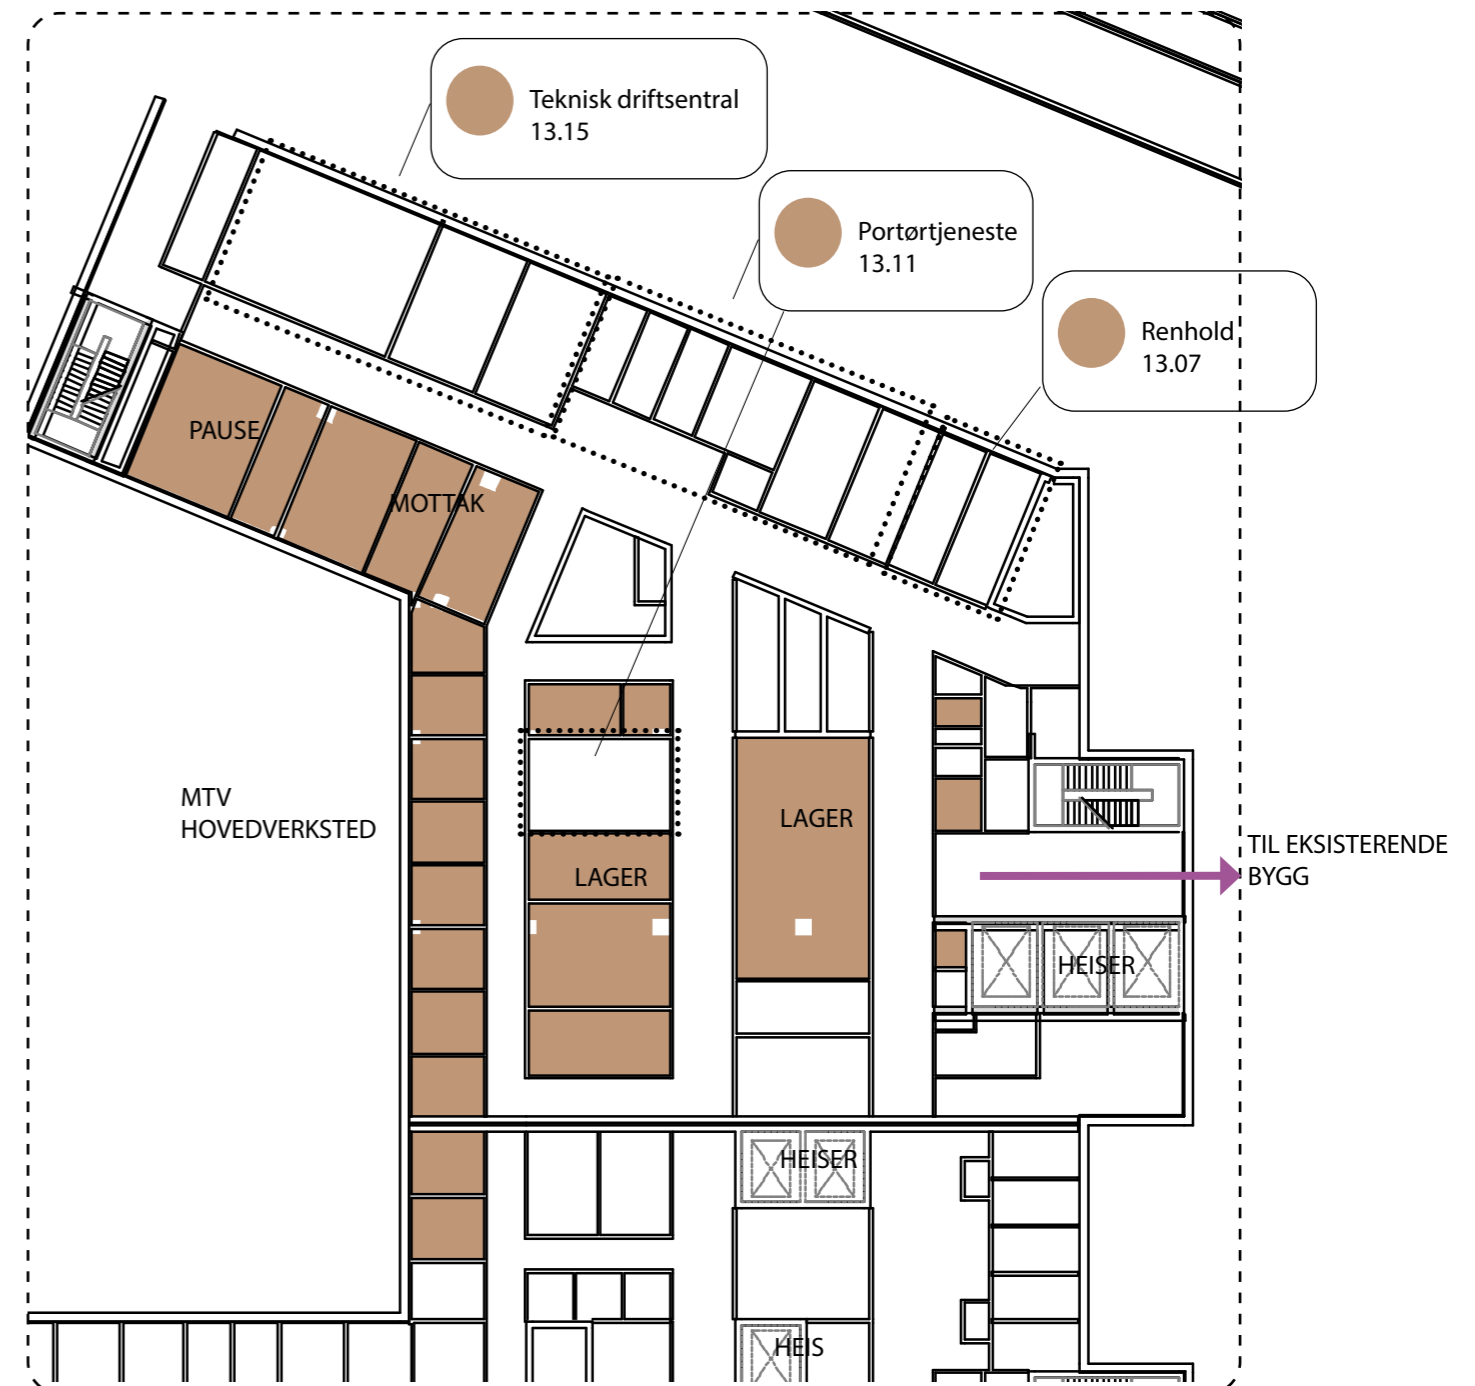 Teknisk driftsentral
13.15
Portørtjeneste
13.11
Renhold
13.07
PAUSE
MOTTAK
MTV
HOVEDVERKSTED
LAGER
LAGER
TIL EKSISTERENDE
BYGG
HEISER
HEISER
HEIS